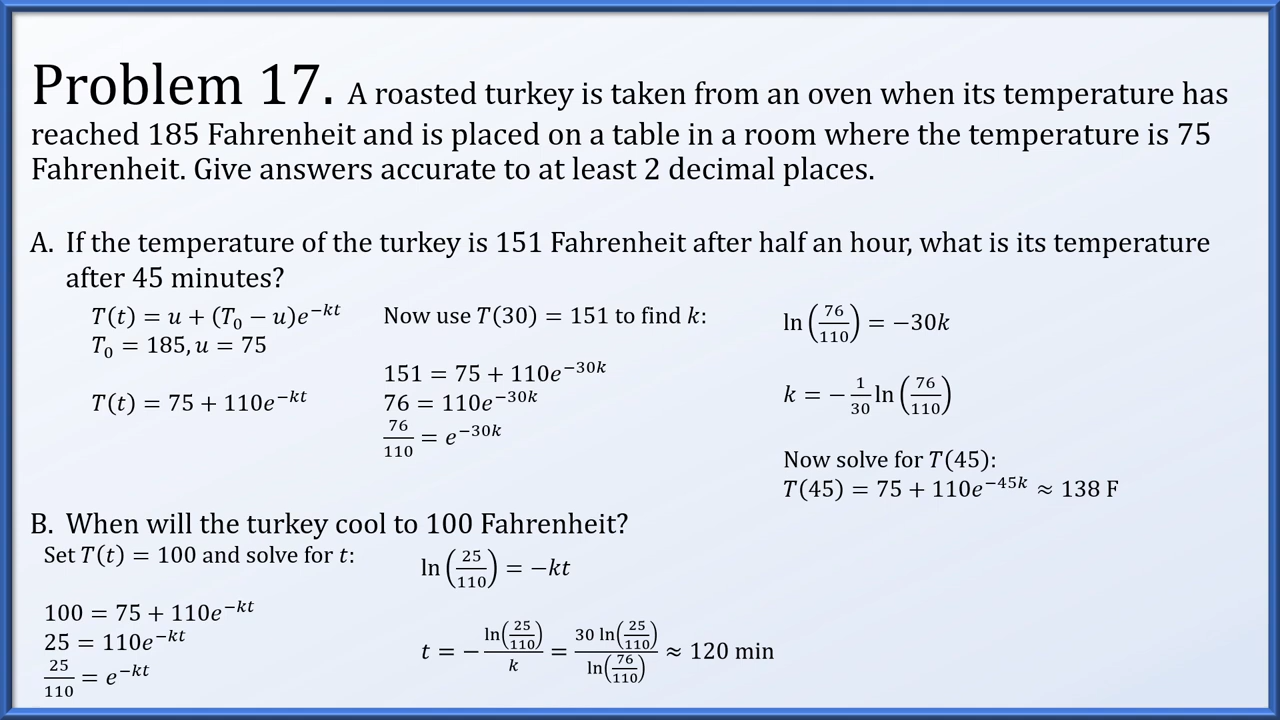 Problem 17. A roasted turkey is taken from an oven when its temperature has
reached 185 Fahrenheit and is placed on a table in a room where the temperature is 75
Fahrenheit. Give answers accurate to at least 2 decimal places.
A. If the temperature of the turkey is 151 Fahrenheit after half an hour, what is its temperature
after 45 minutes?
T(t) = u + (T₀ − u)e^{−kt}
T₀ = 185, u = 75
T(t) = 75 + 110e^{−kt}
Now use T(30) = 151 to find k:
151 = 75 + 110e^{−30k}
76 = 110e^{−30k}
76/110 = e^{−30k}
ln(76/110) = −30k
k = −1/30 ln(76/110)
Now solve for T(45):
T(45) = 75 + 110e^{−45k} ≈ 138 F
B. When will the turkey cool to 100 Fahrenheit?
Set T(t) = 100 and solve for t:
100 = 75 + 110e^{−kt}
25 = 110e^{−kt}
25/110 = e^{−kt}
ln(25/110) = −kt
t = −ln(25/110)/k = 30 ln(25/110)/ln(76/110) ≈ 120 min